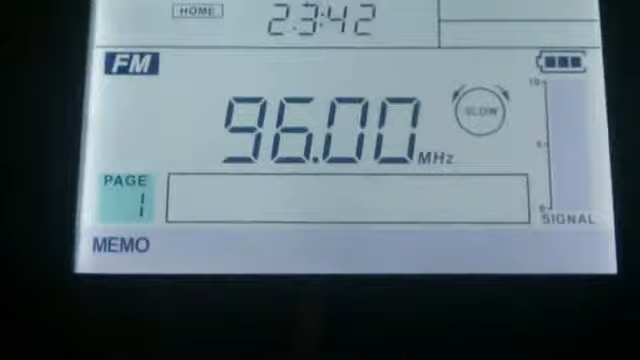 HOME 23:42
FM
96.00 MHz
SLOW
10
5
0
PAGE
1
SIGNAL
MEMO